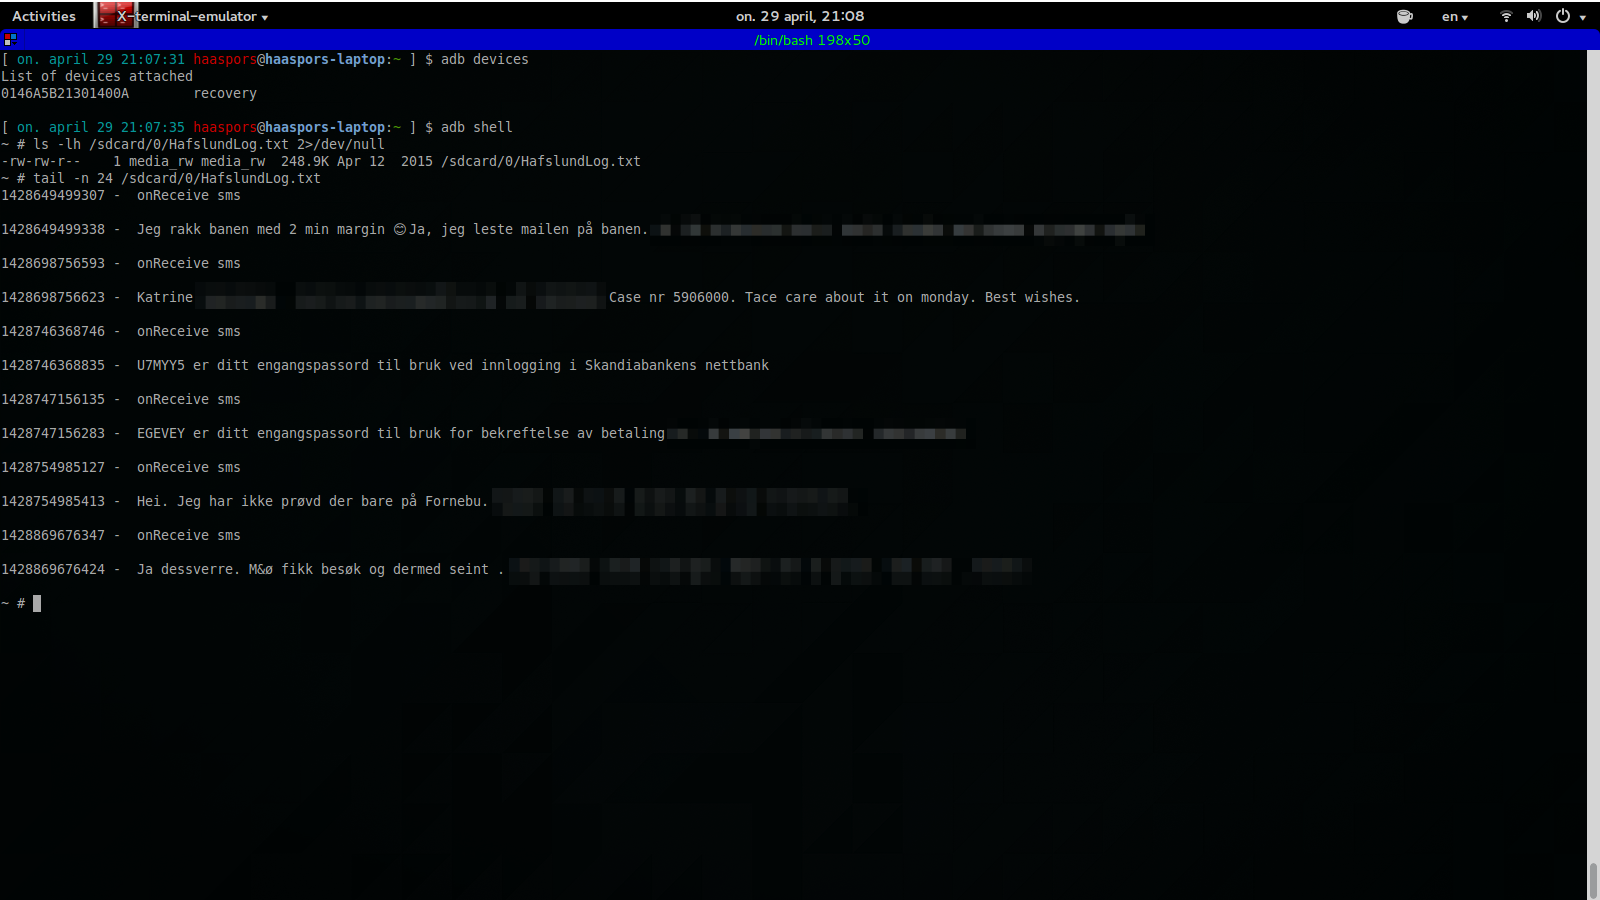 Activities X-terminal-emulator on. 29 april, 21:08 en
/bin/bash 198x50
[ on. april 29 21:07:31 haaspors@haaspors-laptop:~ ] $ adb devices
List of devices attached
0146A5B21301400A recovery
[ on. april 29 21:07:35 haaspors@haaspors-laptop:~ ] $ adb shell
~ # ls -lh /sdcard/0/HafslundLog.txt 2>/dev/null
-rw-rw-r-- 1 media_rw media_rw 248.9K Apr 12 2015 /sdcard/0/HafslundLog.txt
~ # tail -n 24 /sdcard/0/HafslundLog.txt
1428649499307 - onReceive sms
1428649499338 - Jeg rakk banen med 2 min margin 😊Ja, jeg leste mailen på banen.
1428698756593 - onReceive sms
1428698756623 - Katrine Case nr 5906000. Tace care about it on monday. Best wishes.
1428746368746 - onReceive sms
1428746368835 - U7MYY5 er ditt engangspassord til bruk ved innlogging i Skandiabankens nettbank
1428747156135 - onReceive sms
1428747156283 - EGEVEY er ditt engangspassord til bruk for bekreftelse av betaling
1428754985127 - onReceive sms
1428754985413 - Hei. Jeg har ikke prøvd der bare på Fornebu.
1428869676347 - onReceive sms
1428869676424 - Ja dessverre. M&ø fikk besøk og dermed seint .
~ #